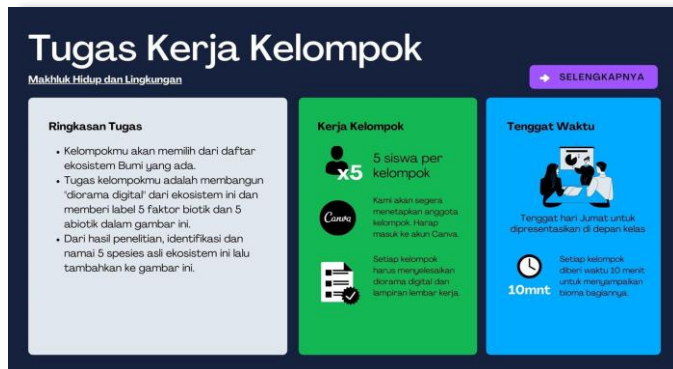 Tugas Kerja Kelompok
Makhluk Hidup dan Lingkungan
SELENGKAPNYA
Ringkasan Tugas
• Kelompokmu akan memilih dari daftar
ekosistem Bumi yang ada.
• Tugas kelompokmu adalah membangun
"diorama digital" dari ekosistem ini dan
memberi label 5 faktor biotik dan 5
abiotik dalam gambar ini.
• Dari hasil penelitian, identifikasi dan
namai 5 spesies asli ekosistem ini lalu
tambahkan ke gambar ini.
Kerja Kelompok
x5
5 siswa per
kelompok
Canva
Kami akan segera
menetapkan anggota
kelompok. Harap
masuk ke akun Canva.
Setiap kelompok
harus menyelesaikan
diorama digital dan
lampiran lembar kerja.
Tenggat Waktu
Tenggat hari Jumat untuk
dipresentasikan di depan kelas
10mnt
Setiap kelompok
diberi waktu 10 menit
untuk menyampaikan
bioma bagiannya.